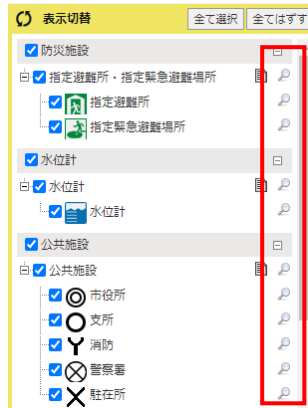 表示切替 全て選択 全てはずす
防災施設
指定避難所・指定緊急避難場所
指定避難所
指定緊急避難場所
水位計
水位計
水位計
公共施設
公共施設
市役所
支所
消防
警察署
駐在所